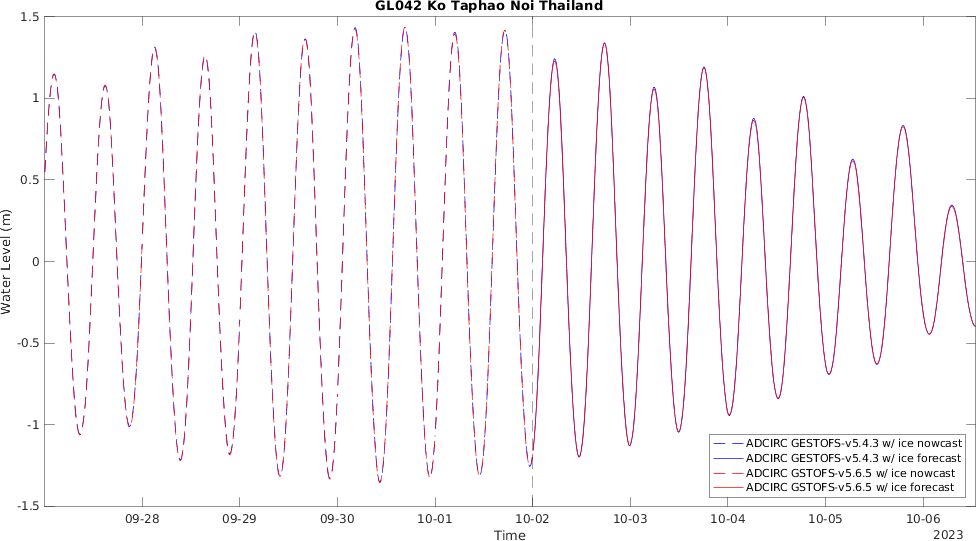 GL042 Ko Taphao Noi Thailand
Water Level (m)
1.5
1
0.5
0
-0.5
-1
-1.5
09-28
09-29
09-30
10-01
10-02
10-03
10-04
10-05
10-06
Time
2023
ADCIRC GESTOFS-v5.4.3 w/ ice nowcast
ADCIRC GESTOFS-v5.4.3 w/ ice forecast
ADCIRC GSTOFS-v5.6.5 w/ ice nowcast
ADCIRC GSTOFS-v5.6.5 w/ ice forecast